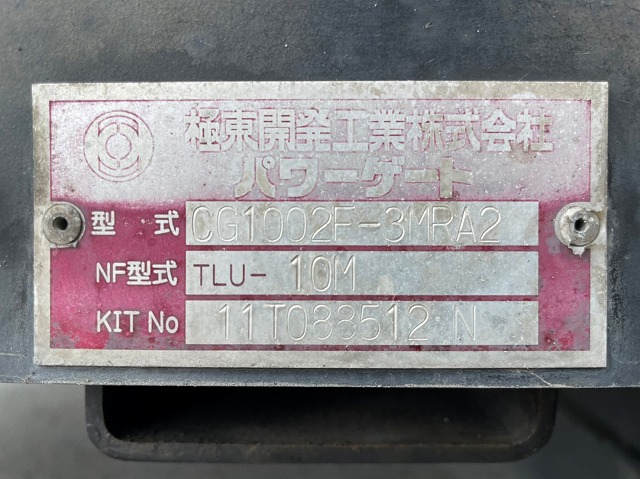 極東開発工業株式会社
パワーゲート
型式 CG1002F-3MRA2
NF型式 TLU- 10M
KIT No 11T088512 N